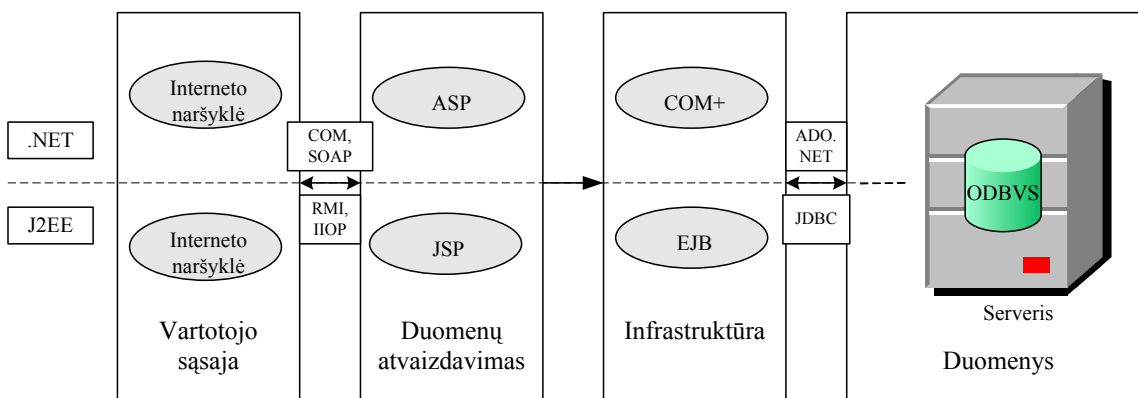 Interneto
naršyklė
ASP
COM+
.NET
COM,
SOAP
ADO.
NET
ODBVS
J2EE
RMI,
IIOP
JDBC
Interneto
naršyklė
JSP
EJB
Serveris
Vartotojo
sąsaja
Duomenų
atvaizdavimas
Infrastruktūra
Duomenys